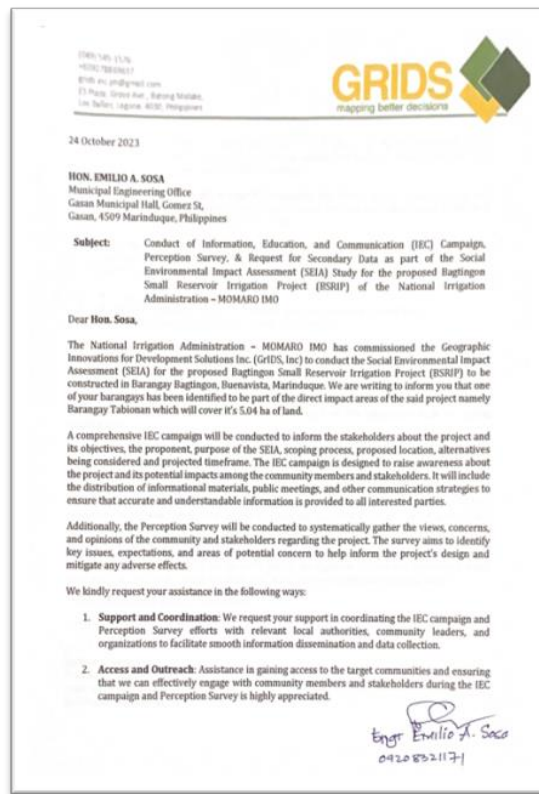 (049) 545-1576
Los Baños, Laguna, 4030, Philippines
GRIDS
mapping better decisions
24 October 2023
HON. EMILIO A. SOSA
Municipal Engineering Office
Gasan Municipal Hall, Gomez St,
Gasan, 4509 Marinduque, Philippines
Subject: Conduct of Information, Education, and Communication (IEC) Campaign,
Perception Survey, & Request for Secondary Data as part of the Social
Environmental Impact Assessment (SEIA) Study for the proposed Bagtingon
Small Reservoir Irrigation Project (BSRIP) of the National Irrigation
Administration – MOMARO IMO
Dear Hon. Sosa,
The National Irrigation Administration – MOMARO IMO has commissioned the Geographic
Innovations for Development Solutions Inc. (GrIDS, Inc) to conduct the Social Environmental Impact
Assessment (SEIA) for the proposed Bagtingon Small Reservoir Irrigation Project (BSRIP) to be
constructed in Barangay Bagtingon, Buenavista, Marinduque. We are writing to inform you that one
of your barangays has been identified to be part of the direct impact areas of the said project namely
Barangay Tabionan which will cover it's 5.04 ha of land.
A comprehensive IEC campaign will be conducted to inform the stakeholders about the project and
its objectives, the proponent, purpose of the SEIA, scoping process, proposed location, alternatives
being considered and projected timeframe. The IEC campaign is designed to raise awareness about
the project and its potential impacts among the community members and stakeholders. It will include
the distribution of informational materials, public meetings, and other communication strategies to
ensure that accurate and understandable information is provided to all interested parties.
Additionally, the Perception Survey will be conducted to systematically gather the views, concerns,
and opinions of the community and stakeholders regarding the project. The survey aims to identify
key issues, expectations, and areas of potential concern to help inform the project's design and
mitigate any adverse effects.
We kindly request your assistance in the following ways:
1. Support and Coordination: We request your support in coordinating the IEC campaign and
Perception Survey efforts with relevant local authorities, community leaders, and
organizations to facilitate smooth information dissemination and data collection.
2. Access and Outreach: Assistance in gaining access to the target communities and ensuring
that we can effectively engage with community members and stakeholders during the IEC
campaign and Perception Survey is highly appreciated.
Engr Emilio A. Sosa
09208321171